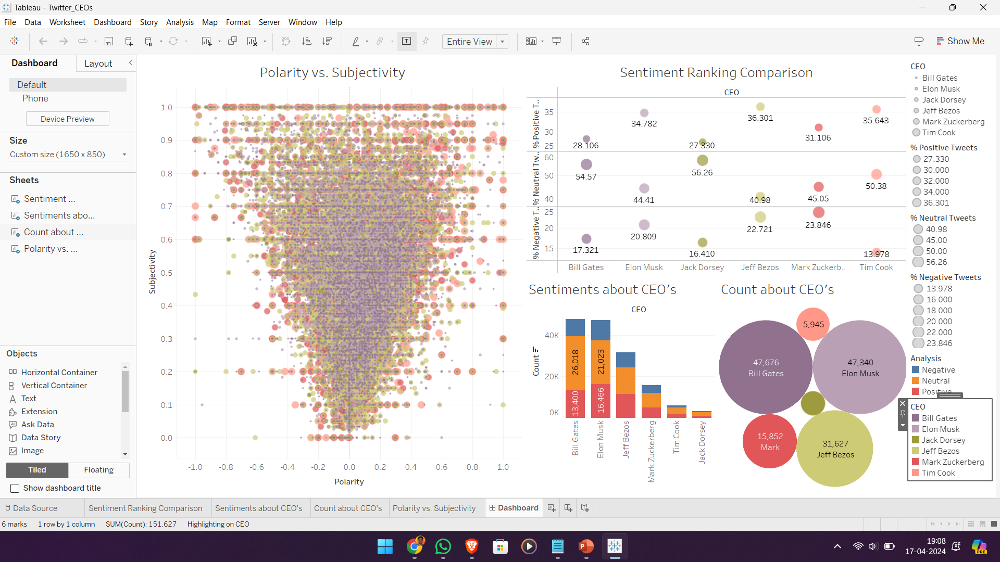 Tableau - Twitter_CEOs
File Data Worksheet Dashboard Story Analysis Map Format Server Window Help
Entire View
Show Me
Dashboard
Layout
Default
Phone
Device Preview
Size
Custom size (1650 x 850)
Sheets
Sentiment ...
Sentiments abo...
Count about ...
Polarity vs. ...
Objects
Horizontal Container
Vertical Container
Text
Extension
Ask Data
Data Story
Image
Tiled
Floating
Show dashboard title
Polarity vs. Subjectivity
Subjectivity
1.0
0.9
0.8
0.7
0.6
0.5
0.4
0.3
0.2
0.1
0.0
-1.0 -0.8 -0.6 -0.4 -0.2 0.0 0.2 0.4 0.6 0.8 1.0
Polarity
Sentiment Ranking Comparison
CEO
% Positive T..
35
30
25
28.106
34.782
27.330
36.301
31.106
35.643
% Neutral Tw..
60
50
40
54.57
44.41
56.26
40.98
45.05
50.38
% Negative T..
25
20
15
17.321
20.809
16.410
22.721
23.846
13.978
Bill Gates Elon Musk Jack Dorsey Jeff Bezos Mark Zuckerb.. Tim Cook
Sentiments about CEO's
CEO
Count
40K
20K
0K
26,018
13,400
21,023
16,466
Bill Gates
Elon Musk
Jeff Bezos
Mark Zuckerberg
Tim Cook
Jack Dorsey
Count about CEO's
5,945
47,676
Bill Gates
47,340
Elon Musk
15,852
Mark
31,627
Jeff Bezos
CEO
Bill Gates
Elon Musk
Jack Dorsey
Jeff Bezos
Mark Zuckerberg
Tim Cook
% Positive Tweets
27.330
30.000
32.000
34.000
36.301
% Neutral Tweets
40.98
45.00
50.00
56.26
% Negative Tweets
13.978
16.000
18.000
20.000
22.000
23.846
Analysis
Negative
Neutral
Positive
CEO
Bill Gates
Elon Musk
Jack Dorsey
Jeff Bezos
Mark Zuckerberg
Tim Cook
Data Source
Sentiment Ranking Comparison
Sentiments about CEO's
Count about CEO's
Polarity vs. Subjectivity
Dashboard
6 marks 1 row by 1 column SUM(Count): 151,627 Highlighting on CEO
19:08
17-04-2024
PRE